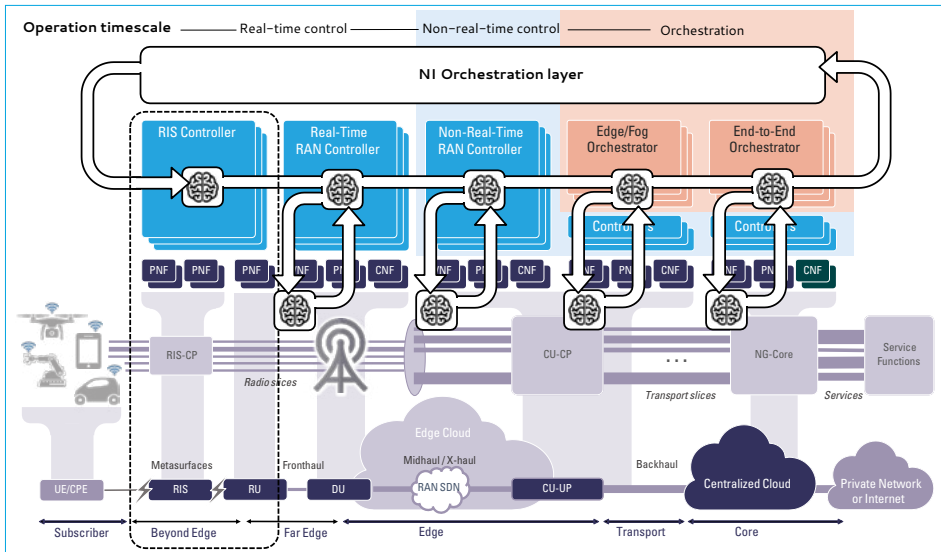 Operation timescale
Real-time control
Non-real-time control
Orchestration
NI Orchestration layer
RIS Controller
Real-Time
RAN Controller
Non-Real-Time
RAN Controller
Edge/Fog
Orchestrator
End-to-End
Orchestrator
PNF
PNF
PNF
CNF
CNF
CNF
CNF
RIS-CP
CU-CP
. . .
NG-Core
Service
Functions
Radio slices
Transport slices
Services
Edge Cloud
Metasurfaces
Fronthaul
Midhaul / X-haul
Backhaul
UE/CPE
RIS
RU
DU
RAN SDN
CU-UP
Centralized Cloud
Private Network
or Internet
Subscriber
Beyond Edge
Far Edge
Edge
Transport
Core